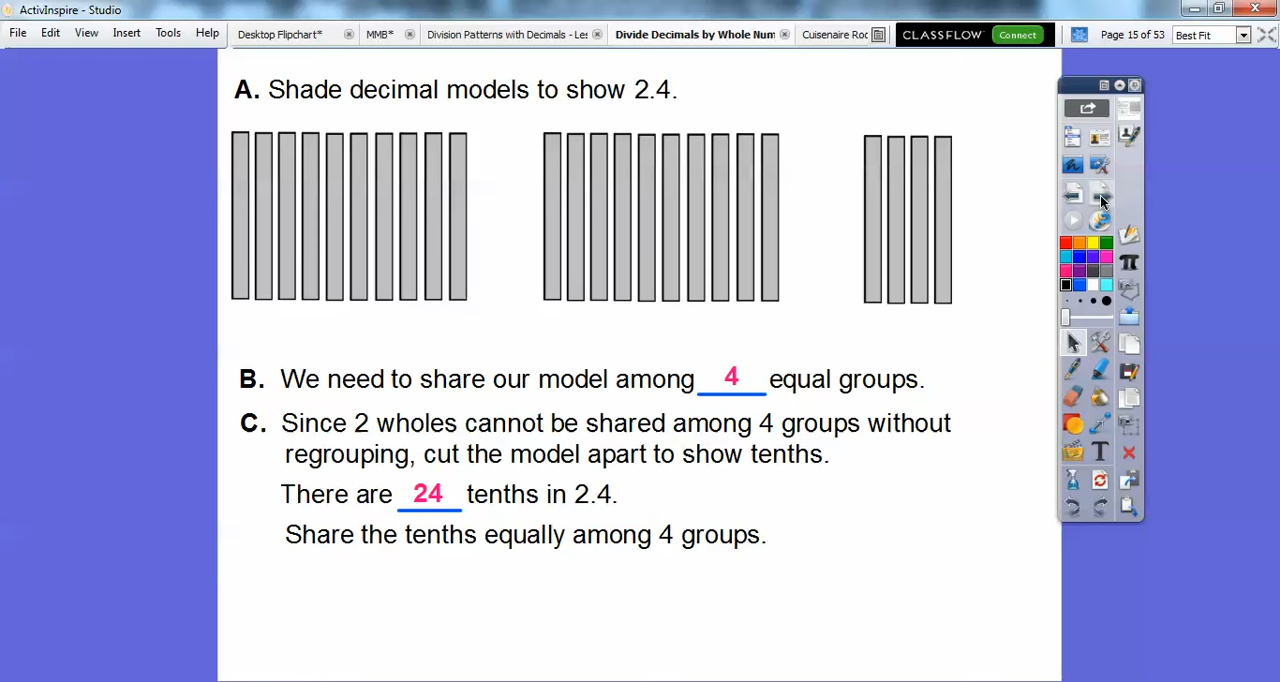 ActivInspire - Studio
File Edit View Insert Tools Help Desktop Flipchart* MMB* Division Patterns with Decimals - Les Divide Decimals by Whole Num Cuisenaire Roc CLASSFLOW Connect Page 15 of 53 Best Fit
A. Shade decimal models to show 2.4.
B. We need to share our model among 4 equal groups.
C. Since 2 wholes cannot be shared among 4 groups without
regrouping, cut the model apart to show tenths.
There are 24 tenths in 2.4.
Share the tenths equally among 4 groups.